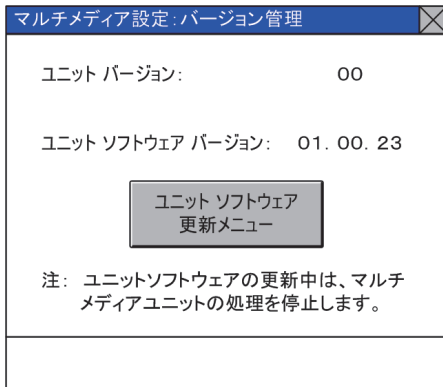 マルチメディア設定:バージョン管理
ユニット バージョン: 00
ユニット ソフトウェア バージョン: 01. 00. 23
ユニット ソフトウェア
更新メニュー
注: ユニットソフトウェアの更新中は、マルチ
メディアユニットの処理を停止します。